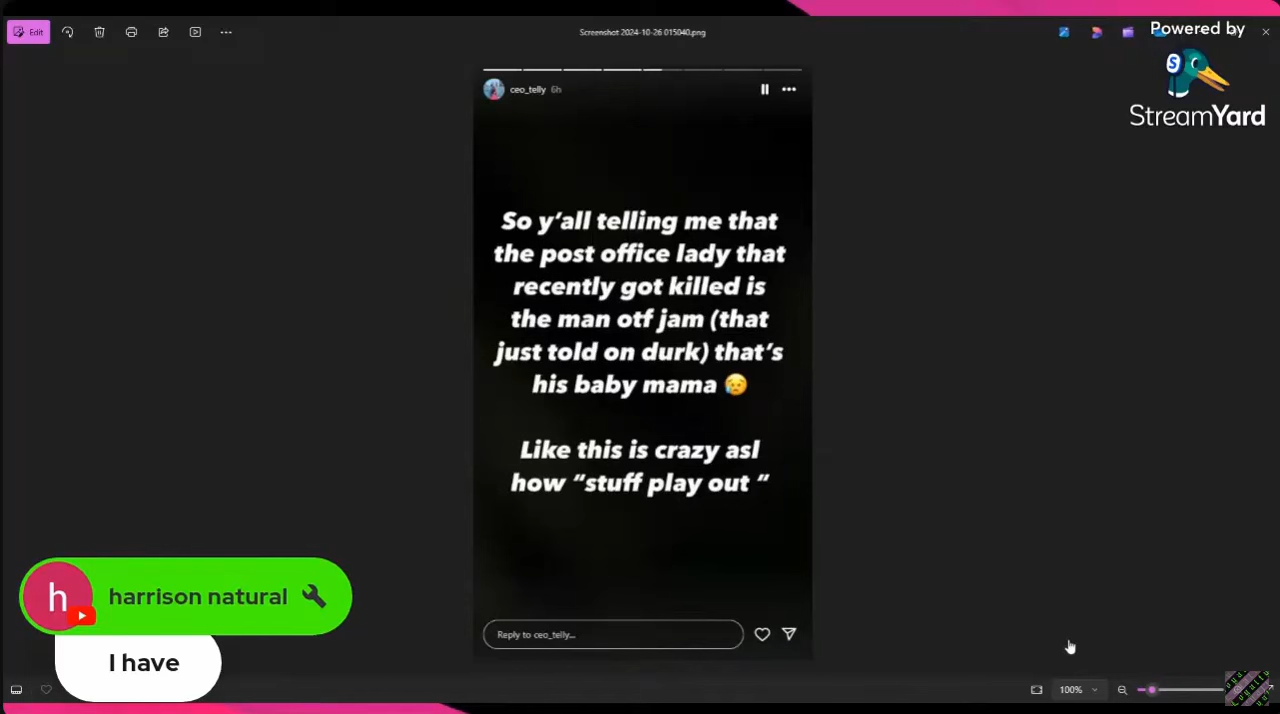 Edit
Screenshot 2024-10-26 015040.png
Powered by
StreamYard
ceo_telly 6h
So y'all telling me that
the post office lady that
recently got killed is
the man otf jam (that
just told on durk) that's
his baby mama 😥
Like this is crazy asl
how “stuff play out “
Reply to ceo_telly...
harrison natural
I have
100%